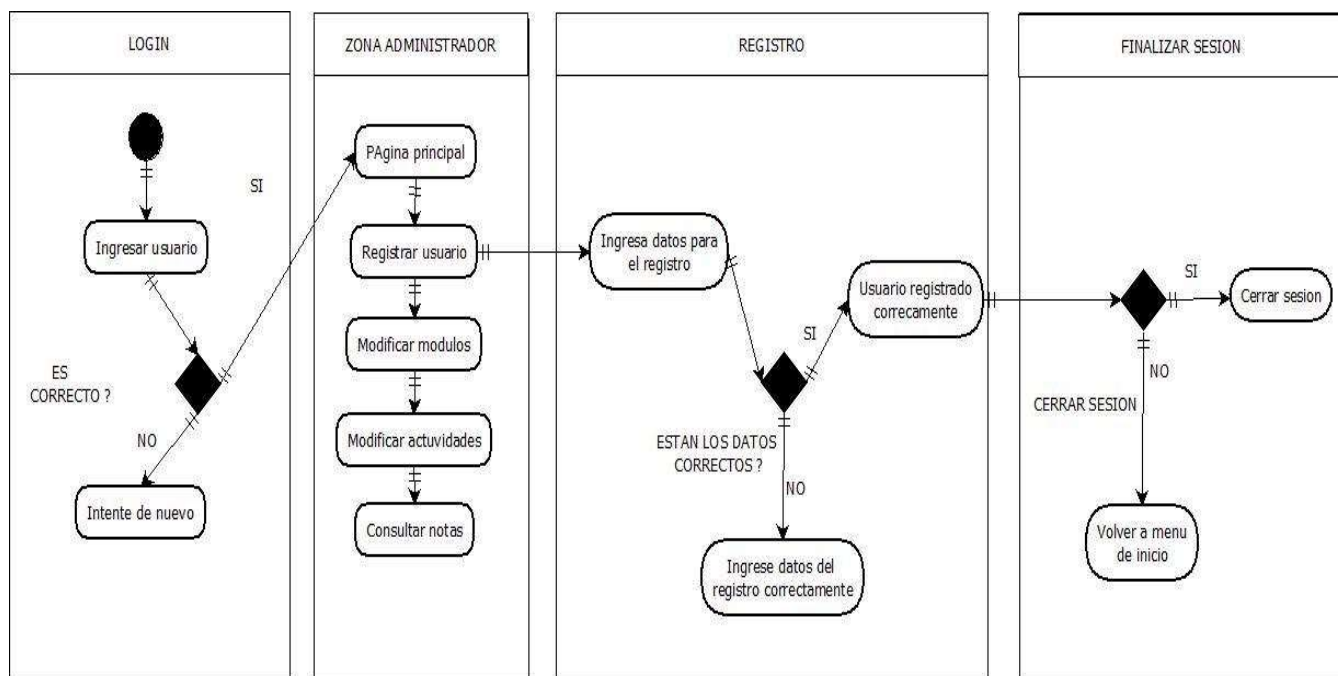 LOGIN
SI
Ingresar usuario
ES
CORRECTO ?
NO
Intente de nuevo
ZONA ADMINISTRADOR
PAgina principal
Registrar usuario
Modificar modulos
Modificar actuvidades
Consultar notas
REGISTRO
Ingresa datos para
el registro
Usuario registrado
correcamente
SI
ESTAN LOS DATOS
CORRECTOS ?
NO
Ingrese datos del
registro correctamente
FINALIZAR SESION
SI
Cerrar sesion
NO
CERRAR SESION
Volver a menu
de inicio